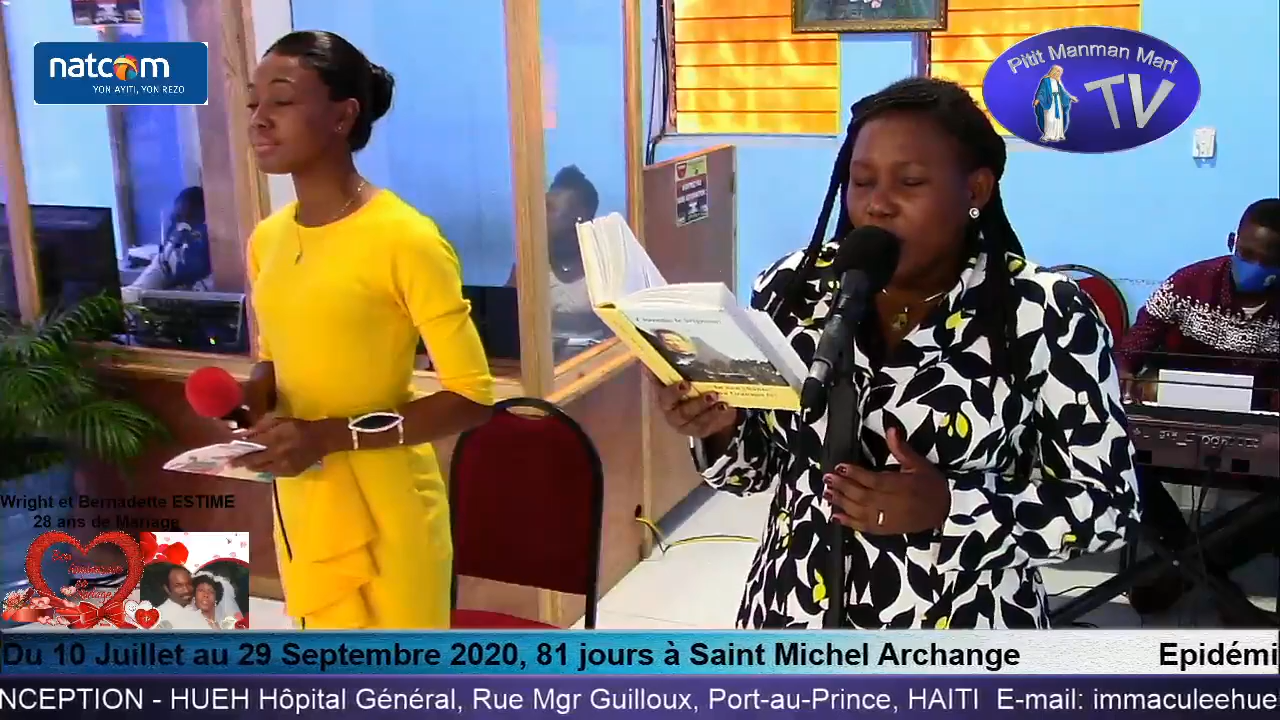 natcom
YON AYITI, YON REZO
Pitit Manman Mari
TV
Wright et Bernadette ESTIME
28 ans de Mariage
Du 10 Juillet au 29 Septembre 2020, 81 jours à Saint Michel Archange
Epidémi
NCEPTION - HUEH Hôpital Général, Rue Mgr Guilloux, Port-au-Prince, HAITI E-mail: immaculeehue